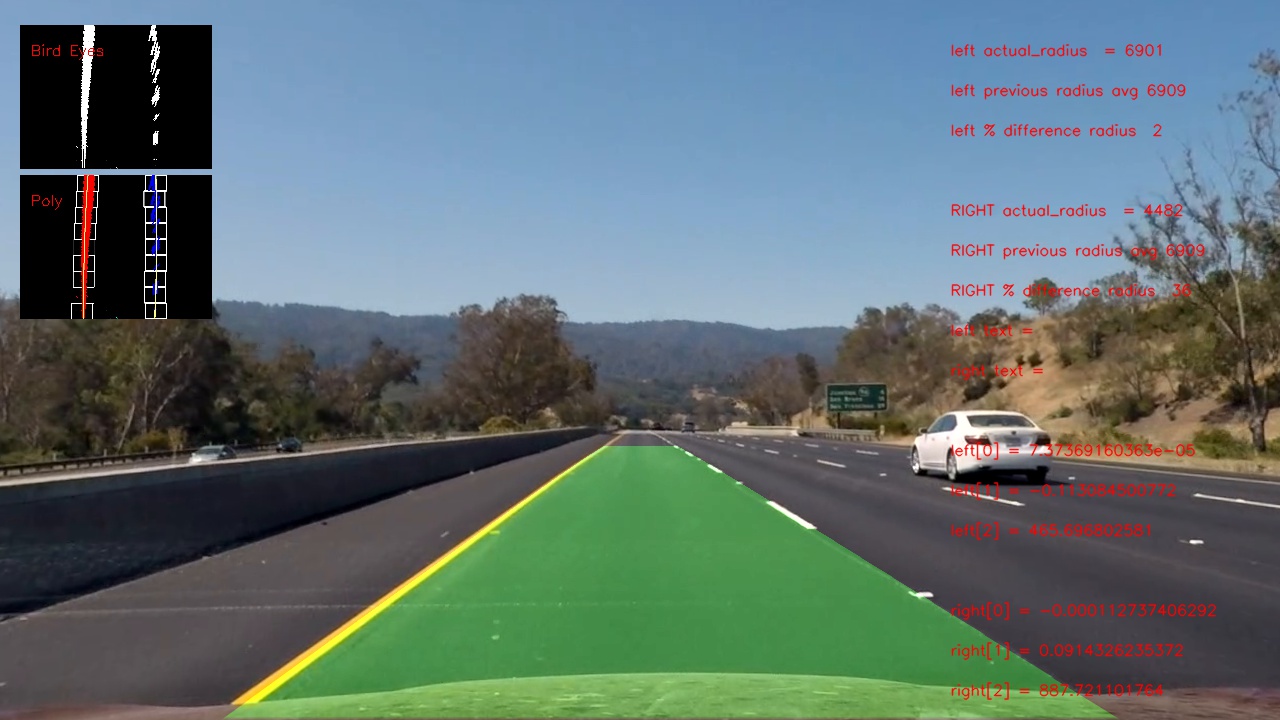 Bird Eyes
Poly
left actual_radius = 6901
left previous radius avg 6909
left % difference radius 2
RIGHT actual_radius = 4482
RIGHT previous radius avg 6909
RIGHT % difference radius 36
left text =
right text =
left[0] = 7.37369160363e-05
left[1] = -0.113084500772
left[2] = 465.696802581
right[0] = -0.000112737406292
right[1] = 0.0914326235372
right[2] = 887.721101764